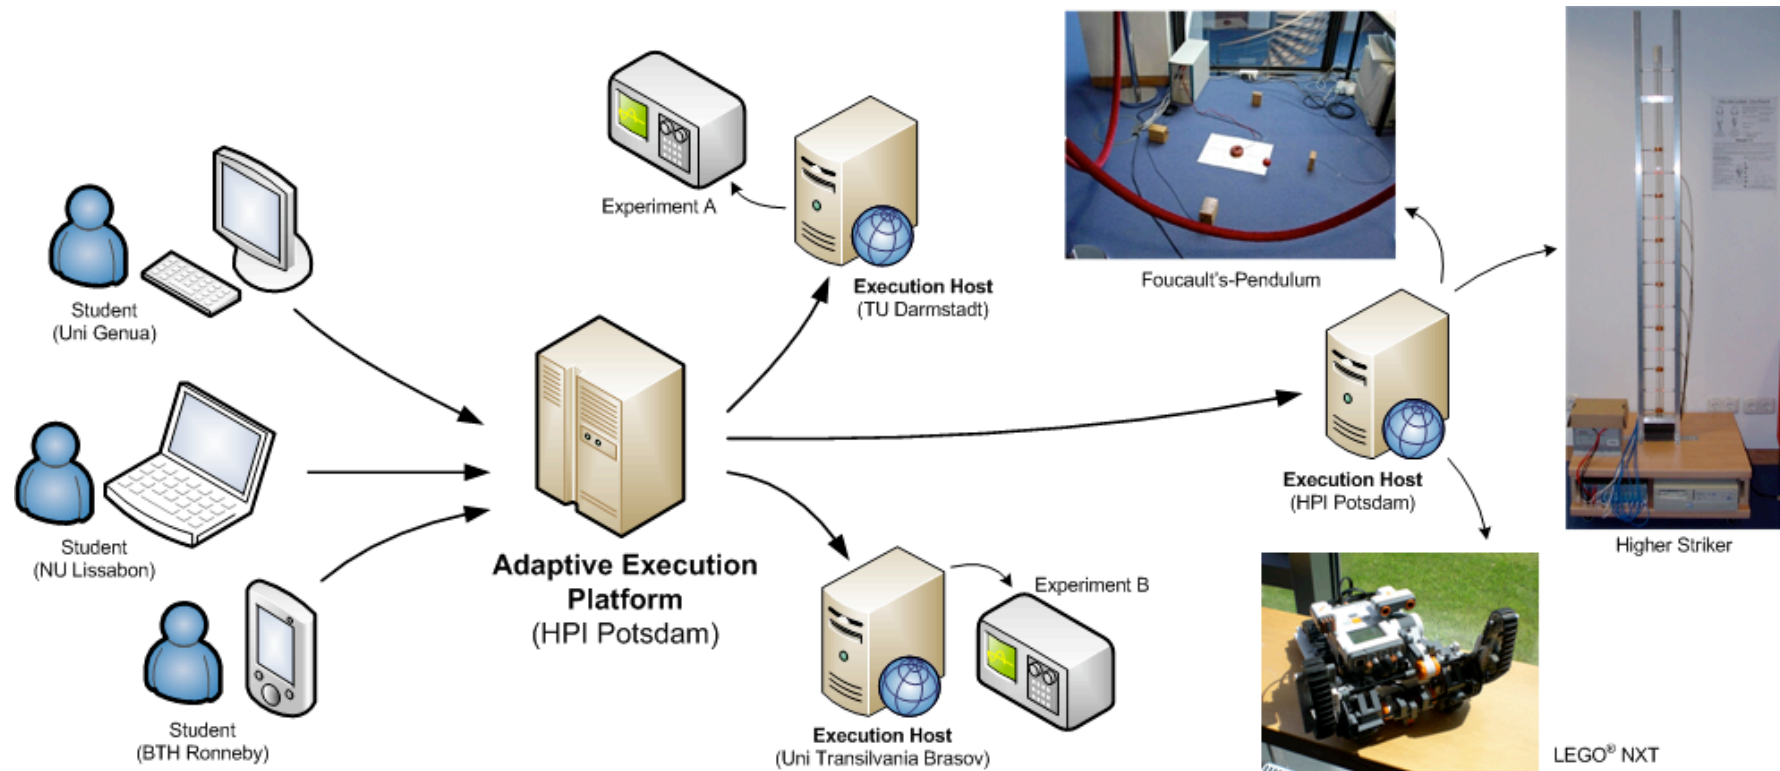 Student
(Uni Genua)
Student
(NU Lissabon)
Student
(BTH Ronneby)
Adaptive Execution
Platform
(HPI Potsdam)
Experiment A
Execution Host
(TU Darmstadt)
Execution Host
(Uni Transilvania Brasov)
Experiment B
Foucault's-Pendulum
Execution Host
(HPI Potsdam)
Higher Striker
LEGO® NXT